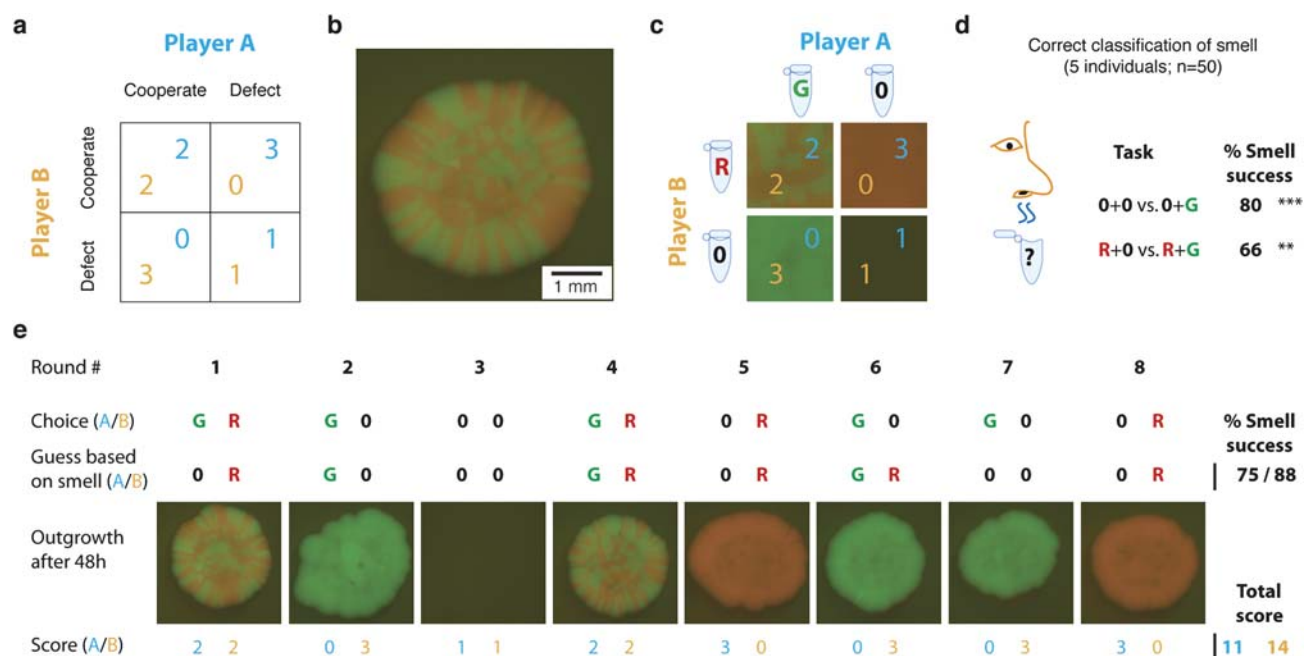 a
Player A
Cooperate Defect
Player B
Cooperate
Defect
2 3
2 0
0 1
3 1
b
1 mm
c
Player A
G 0
Player B
R
0
2 3
2 0
0 1
3 1
d
Correct classification of smell
(5 individuals; n=50)
Task % Smell success
0+0 vs. 0+G 80 ***
R+0 vs. R+G 66 **
?
e
Round # 1 2 3 4 5 6 7 8
Choice (A/B) G R G 0 0 0 G R 0 R G 0 G 0 0 R
% Smell success
Guess based
on smell (A/B) 0 R G 0 0 0 G R 0 R G R 0 0 0 R 75 / 88
Outgrowth
after 48h
Total
score
Score (A/B) 2 2 0 3 1 1 2 2 3 0 0 3 0 3 3 0 11 14